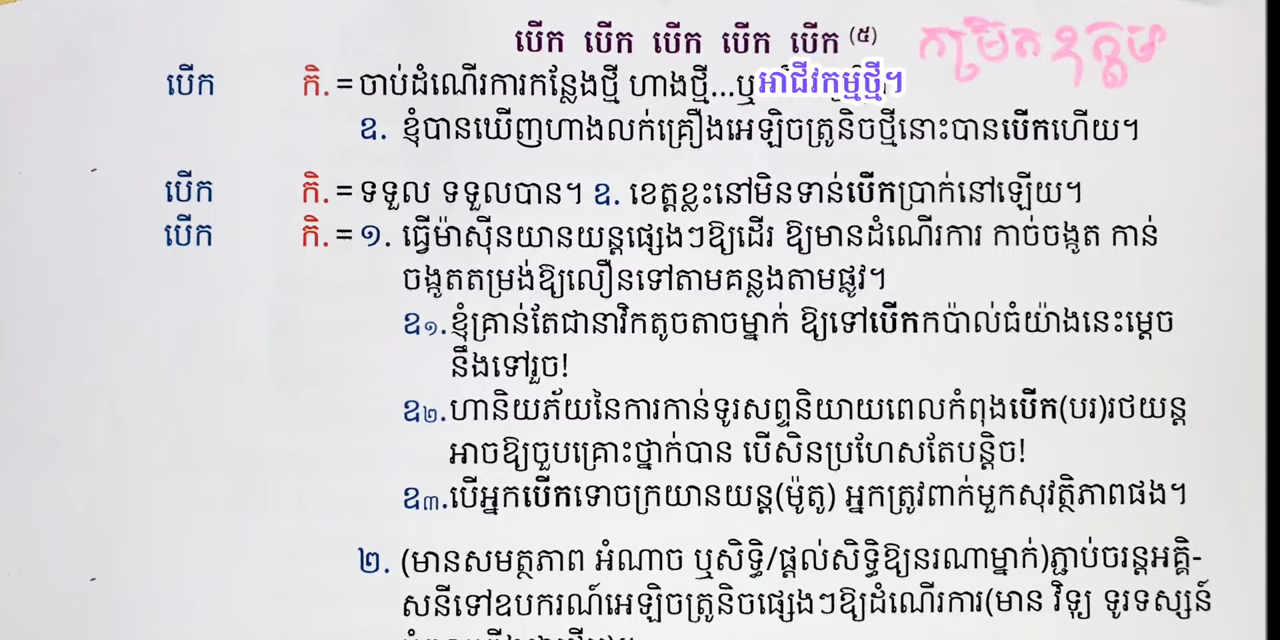 បើក បើក បើក បើក បើក (៥) កម្រិតឧត្តម
បើក កិ. = ចាប់ដំណើរការកន្លែងថ្មី ហាងថ្មី...ឬអាជីវកម្មថ្មី។
ឧ. ខ្ញុំបានឃើញហាងលក់គ្រឿងអេឡិចត្រូនិចថ្មីនោះបានបើកហើយ។
បើក កិ. = ទទួល ទទួលបាន។ ឧ. ខេត្តខ្លះនៅមិនទាន់បើកប្រាក់នៅឡើយ។
បើក កិ. = ១. ធ្វើម៉ាស៊ីនយានយន្តផ្សេងៗឱ្យដើរ ឱ្យមានដំណើរការ កាច់ចង្កូត កាន់
ចង្កូតតម្រង់ឱ្យលឿនទៅតាមគន្លងតាមផ្លូវ។
ឧ១. ខ្ញុំគ្រាន់តែជានាវិកតូចតាចម្នាក់ ឱ្យទៅបើកកប៉ាល់ធំយ៉ាងនេះម្ដេច
នឹងទៅរួច!
ឧ២. ហានិយភ័យនៃការកាន់ទូរសព្ទនិយាយពេលកំពុងបើក(បរ)រថយន្ត
អាចឱ្យចួបគ្រោះថ្នាក់បាន បើសិនប្រហែសតែបន្តិច!
ឧ៣. បើអ្នកបើកទោចក្រយានយន្ត(ម៉ូតូ) អ្នកត្រូវពាក់មួកសុវត្ថិភាពផង។
២. (មានសមត្ថភាព អំណាច ឬសិទ្ធិ/ផ្ដល់សិទ្ធិឱ្យនរណាម្នាក់)ភ្ជាប់ចរន្តអគ្គិ-
សនីទៅឧបករណ៍អេឡិចត្រូនិចផ្សេងៗឱ្យដំណើរការ(មាន វិទ្យុ ទូរទស្សន៍